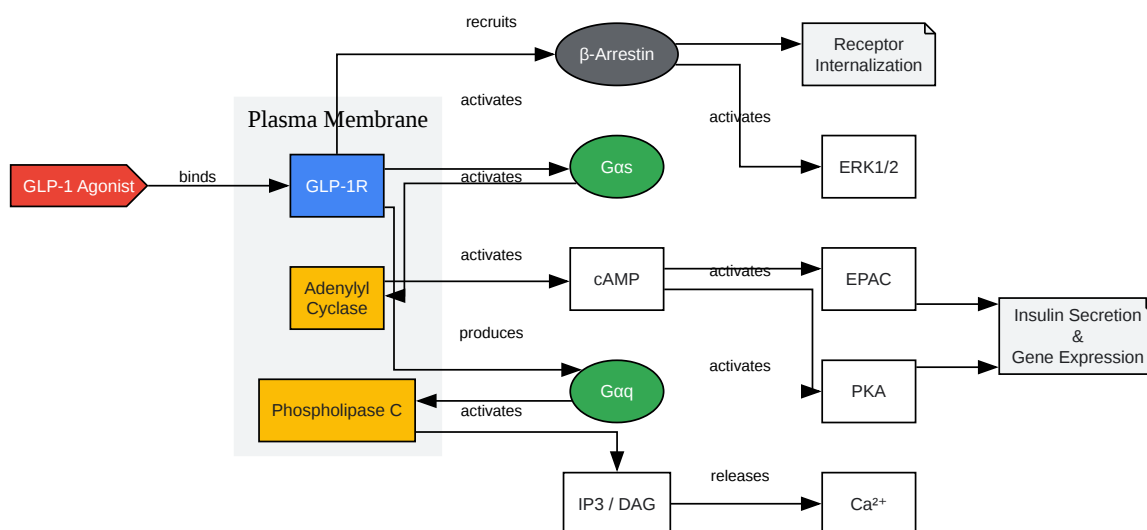 recruits
β-Arrestin
Receptor
Internalization
activates
Plasma Membrane
activates
GLP-1 Agonist
binds
GLP-1R
activates
Gαs
ERK1/2
activates
Adenylyl
Cyclase
cAMP
activates
EPAC
Insulin Secretion
&
Gene Expression
produces
activates
Phospholipase C
activates
Gαq
PKA
IP3 / DAG
releases
Ca²⁺